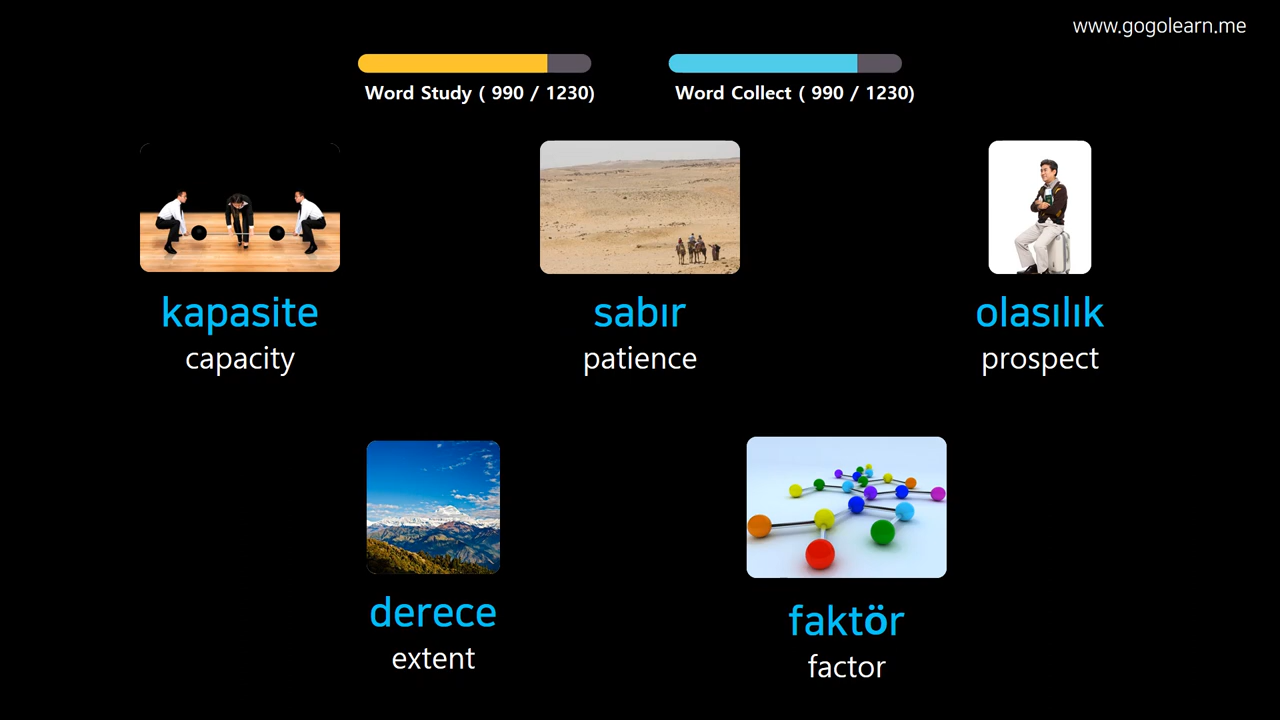 www.gogolearn.me
Word Study ( 990 / 1230)
Word Collect ( 990 / 1230)
kapasite
capacity
sabır
patience
olasılık
prospect
derece
extent
faktör
factor